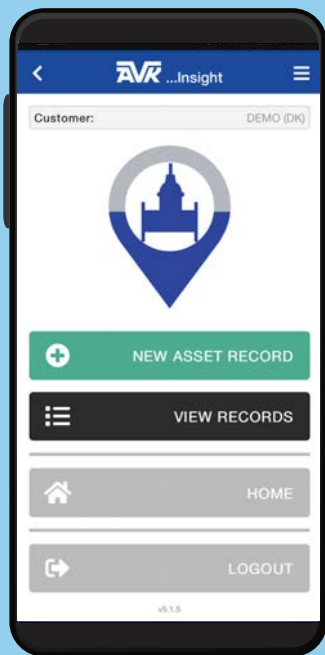 AVK ...Insight
Customer: DEMO (DK)
NEW ASSET RECORD
VIEW RECORDS
HOME
LOGOUT
v5.1.5